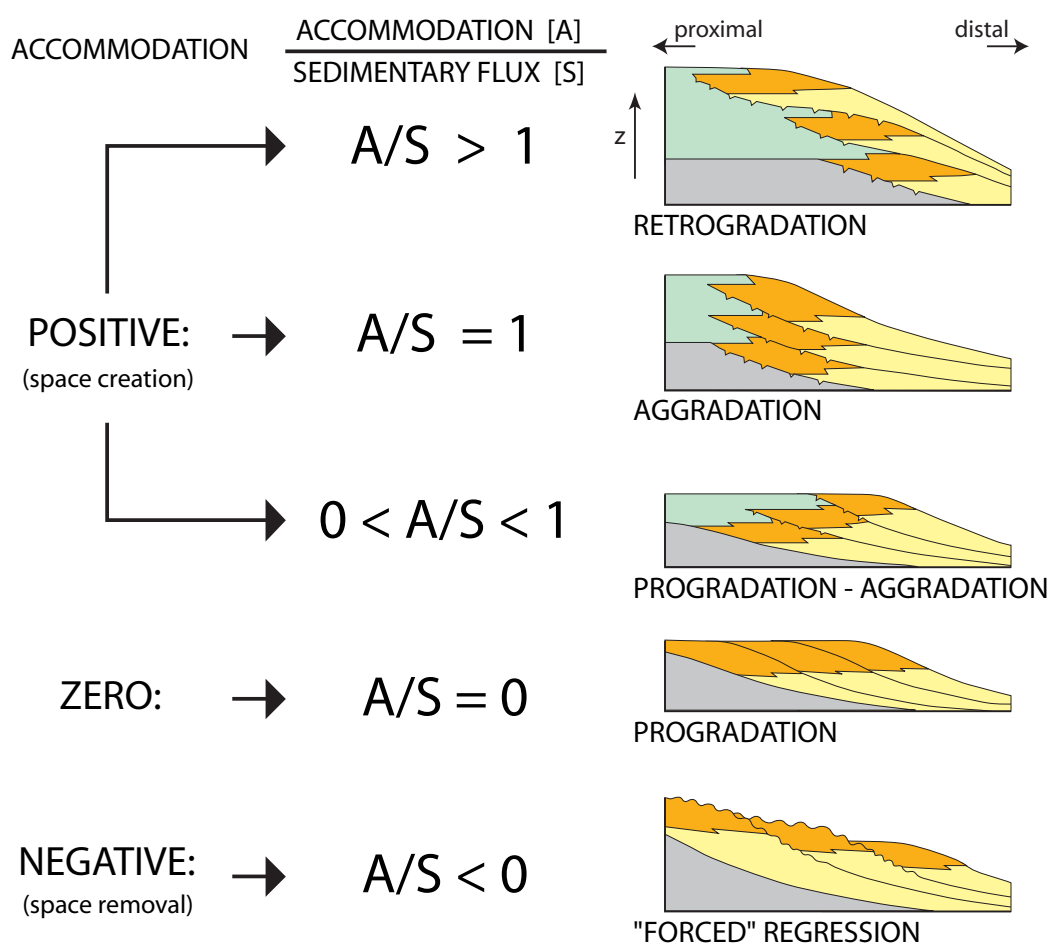 ACCOMMODATION
ACCOMMODATION [A]
SEDIMENTARY FLUX [S]
proximal
distal
z
A/S > 1
RETROGRADATION
POSITIVE:
(space creation)
A/S = 1
AGGRADATION
0 < A/S < 1
PROGRADATION - AGGRADATION
ZERO:
A/S = 0
PROGRADATION
NEGATIVE:
(space removal)
A/S < 0
"FORCED" REGRESSION